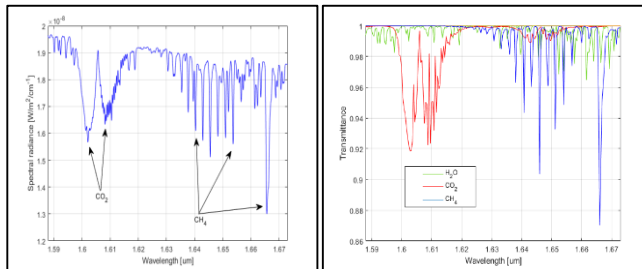 ×10⁻⁸
2.1
2
1.9
1.8
1.7
1.6
1.5
1.4
1.3
1.2
Spectral radiance [W/m²/cm⁻¹]
CO₂
CH₄
1.59 1.6 1.61 1.62 1.63 1.64 1.65 1.66 1.67
Wavelength [um]
1
0.98
0.96
0.94
0.92
0.9
0.88
0.86
Transmittance
H₂O
CO₂
CH₄
1.59 1.6 1.61 1.62 1.63 1.64 1.65 1.66 1.67
Wavelength [um]